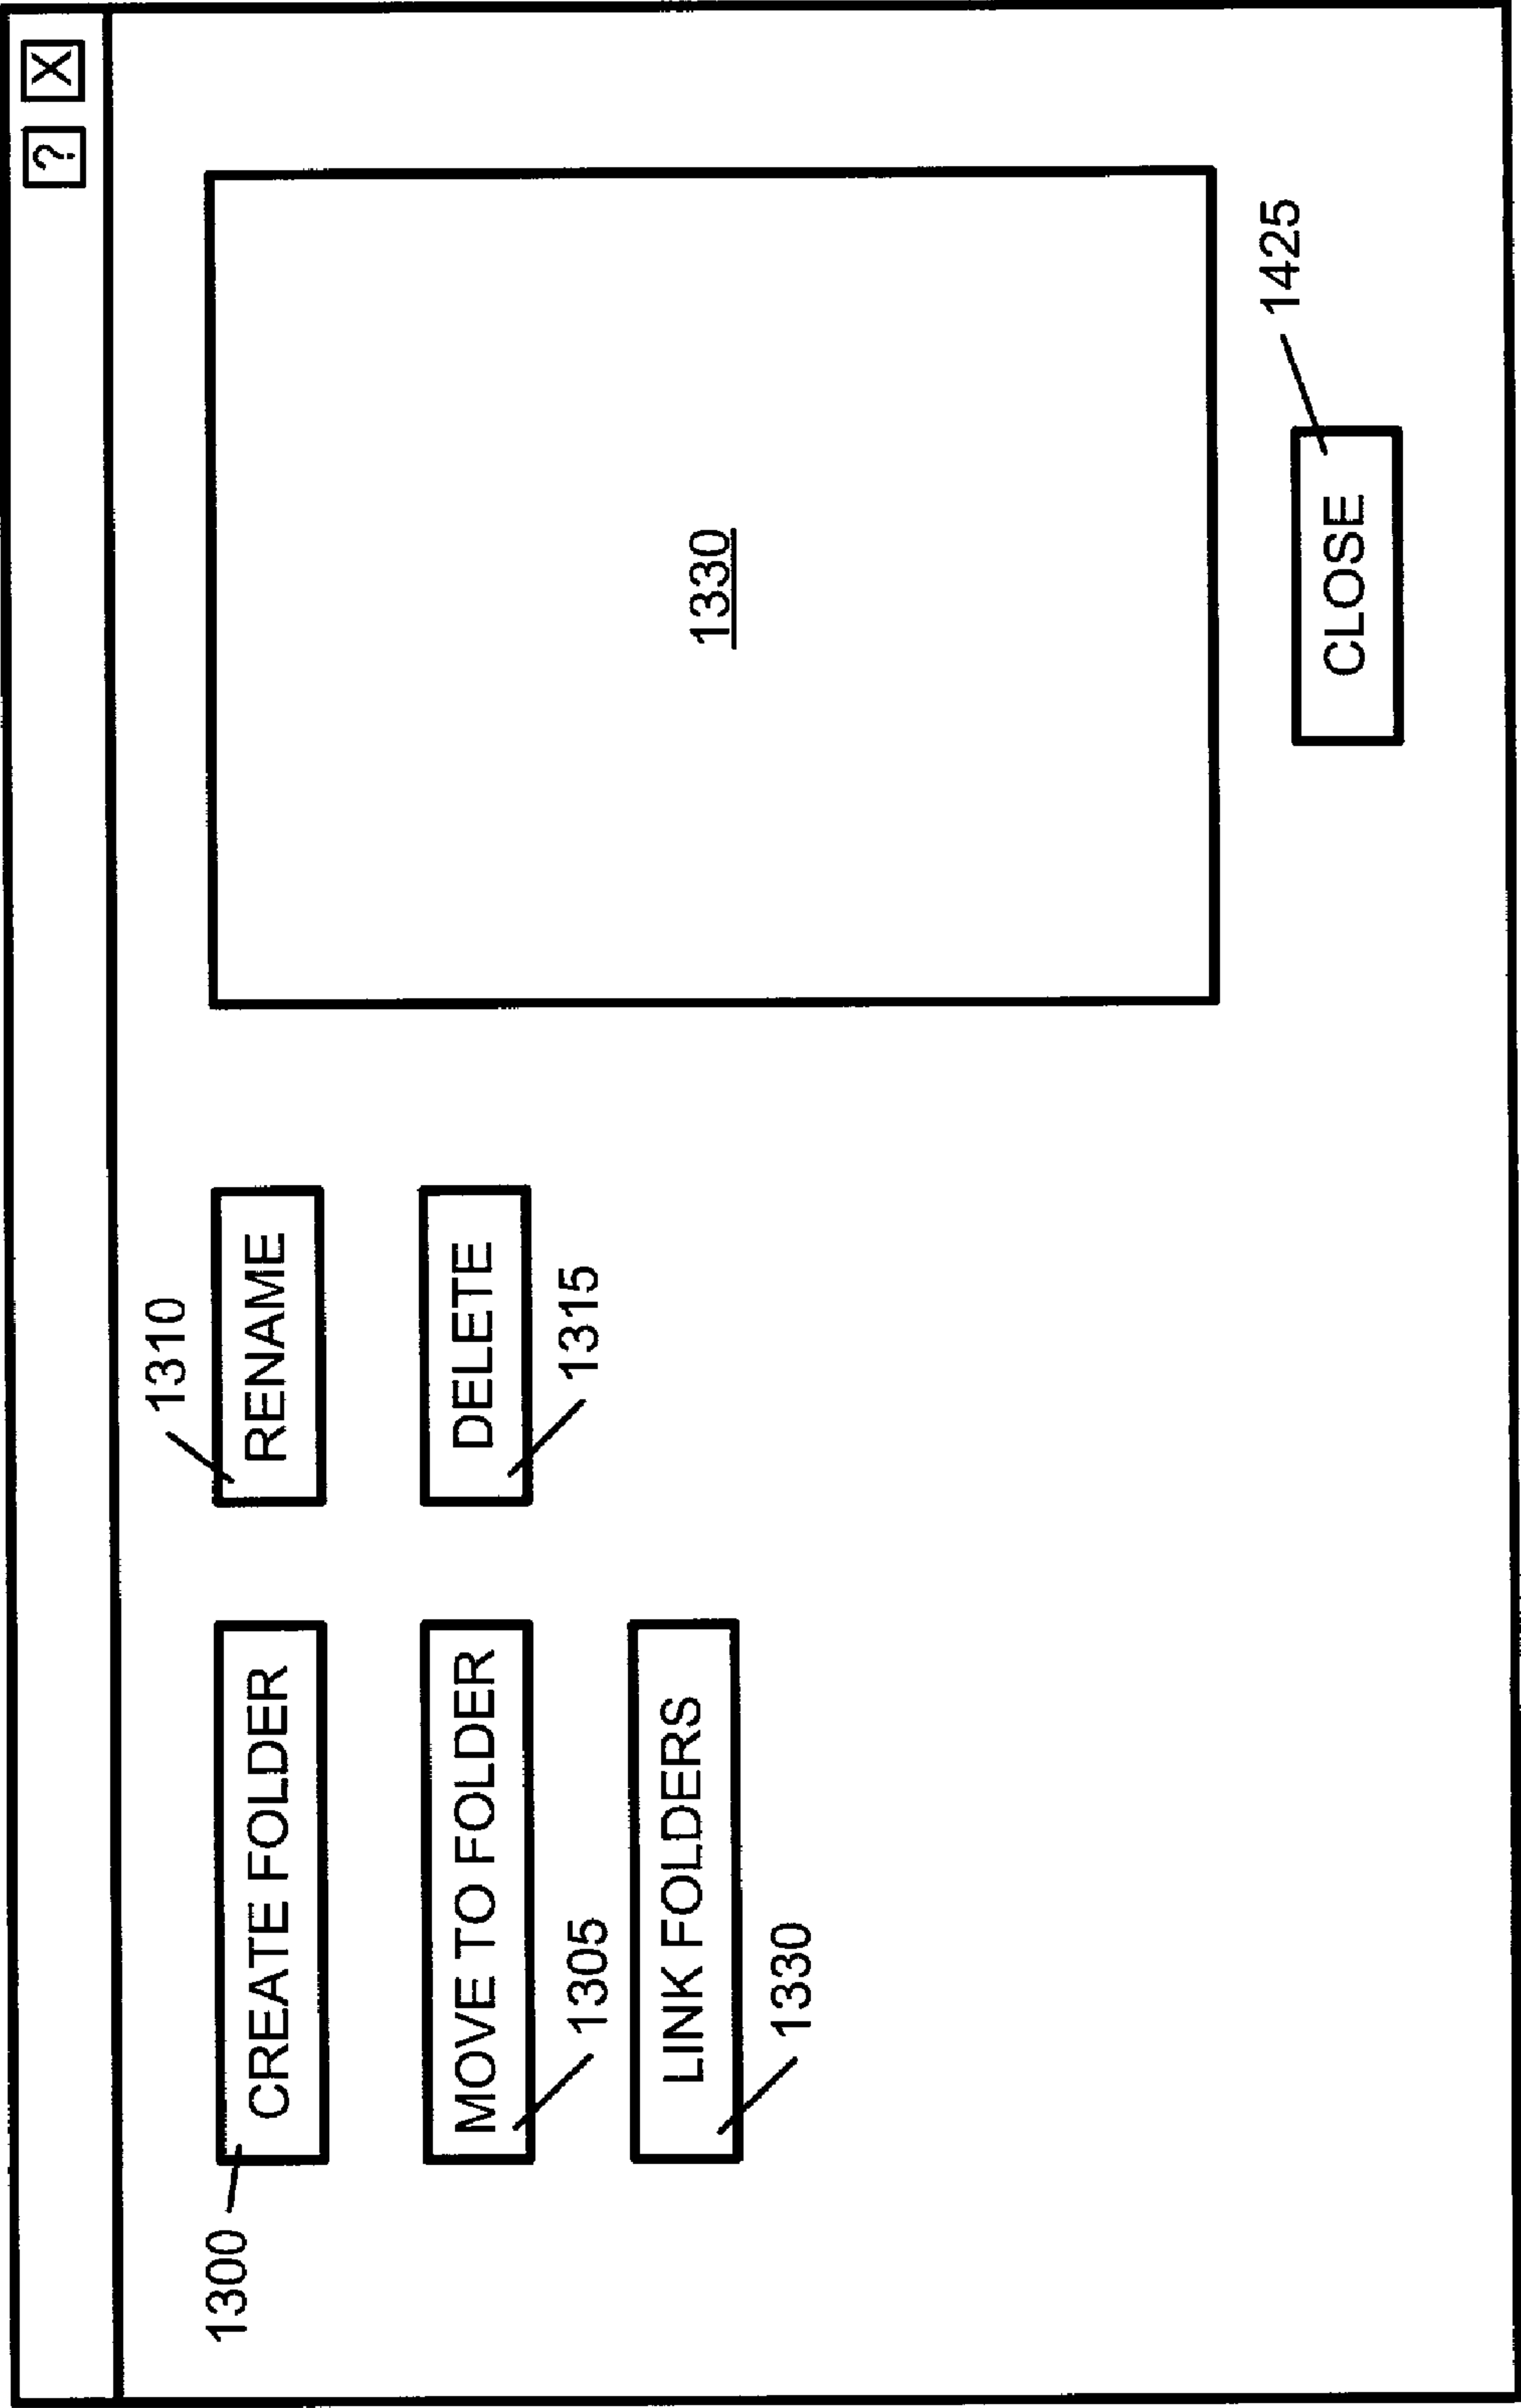 ? X
1310
1300 CREATE FOLDER RENAME
MOVE TO FOLDER DELETE
1305 1315
LINK FOLDERS 1330
1330
CLOSE 1425